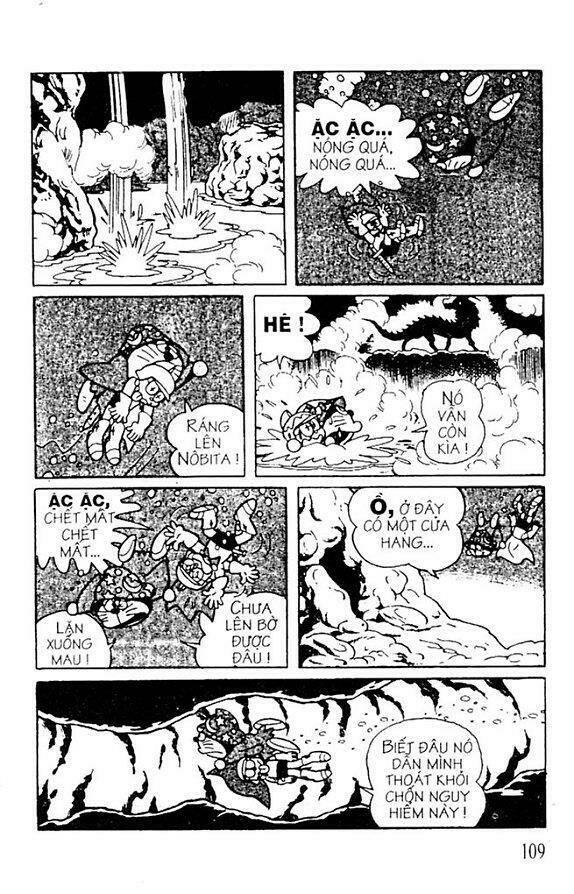 ẶC ẶC...
NÓNG QUÁ,
NÓNG QUÁ...
RÁNG
LÊN
NÔBITA !
HÊ !
NÓ
VẪN
CÒN
KÌA !
ẶC ẶC,
CHẾT MẤT
CHẾT
MẤT...
LẶN
XUỐNG
MAU !
CHƯA
LÊN BỜ
ĐƯỢC
ĐÂU !
Ồ, Ở ĐÂY
CÓ MỘT CỬA
HANG...
BIẾT ĐÂU NÓ
DẪN MÌNH
THOÁT KHỎI
CHỐN NGUY
HIỂM NÀY !
109